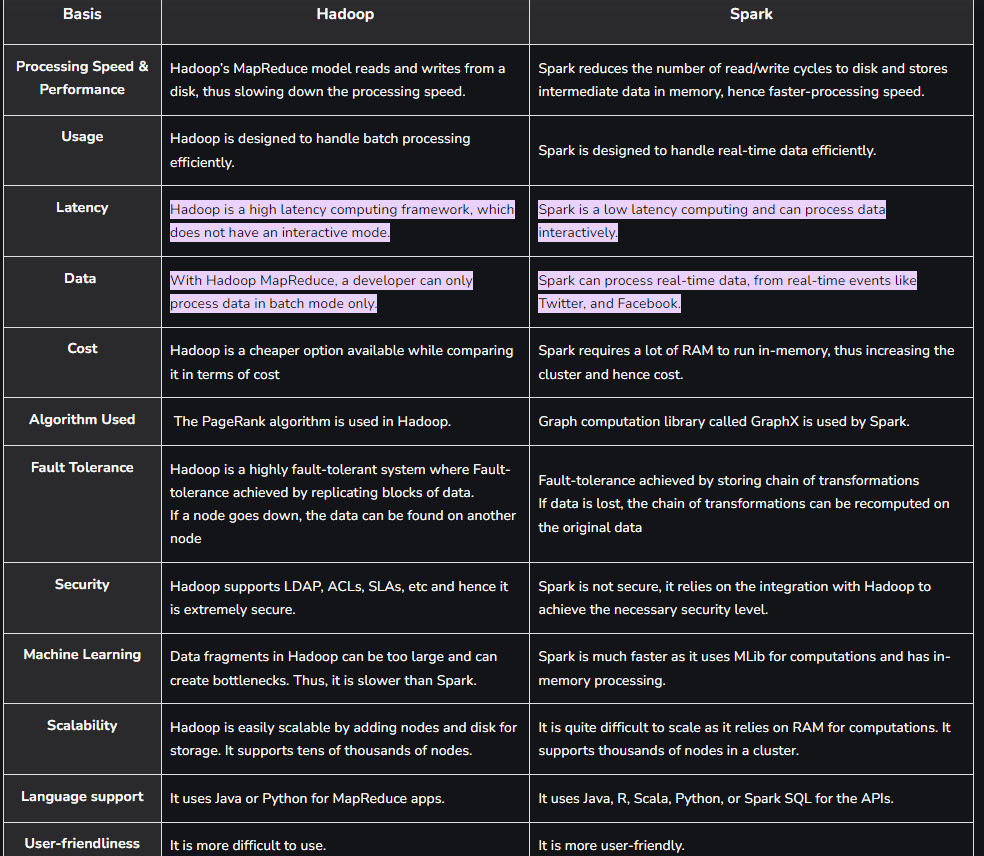 Basis
Hadoop
Spark
Processing Speed &
Performance
Hadoop's MapReduce model reads and writes from a
disk, thus slowing down the processing speed.
Spark reduces the number of read/write cycles to disk and stores
intermediate data in memory, hence faster-processing speed.
Usage
Hadoop is designed to handle batch processing
efficiently.
Spark is designed to handle real-time data efficiently.
Latency
Hadoop is a high latency computing framework, which
does not have an interactive mode.
Spark is a low latency computing and can process data
interactively.
Data
With Hadoop MapReduce, a developer can only
process data in batch mode only.
Spark can process real-time data, from real-time events like
Twitter, and Facebook.
Cost
Hadoop is a cheaper option available while comparing
it in terms of cost
Spark requires a lot of RAM to run in-memory, thus increasing the
cluster and hence cost.
Algorithm Used
The PageRank algorithm is used in Hadoop.
Graph computation library called GraphX is used by Spark.
Fault Tolerance
Hadoop is a highly fault-tolerant system where Fault-
tolerance achieved by replicating blocks of data.
If a node goes down, the data can be found on another
node
Fault-tolerance achieved by storing chain of transformations
If data is lost, the chain of transformations can be recomputed on
the original data
Security
Hadoop supports LDAP, ACLs, SLAs, etc and hence it
is extremely secure.
Spark is not secure, it relies on the integration with Hadoop to
achieve the necessary security level.
Machine Learning
Data fragments in Hadoop can be too large and can
create bottlenecks. Thus, it is slower than Spark.
Spark is much faster as it uses MLib for computations and has in-
memory processing.
Scalability
Hadoop is easily scalable by adding nodes and disk for
storage. It supports tens of thousands of nodes.
It is quite difficult to scale as it relies on RAM for computations. It
supports thousands of nodes in a cluster.
Language support
It uses Java or Python for MapReduce apps.
It uses Java, R, Scala, Python, or Spark SQL for the APIs.
User-friendliness
It is more difficult to use.
It is more user-friendly.